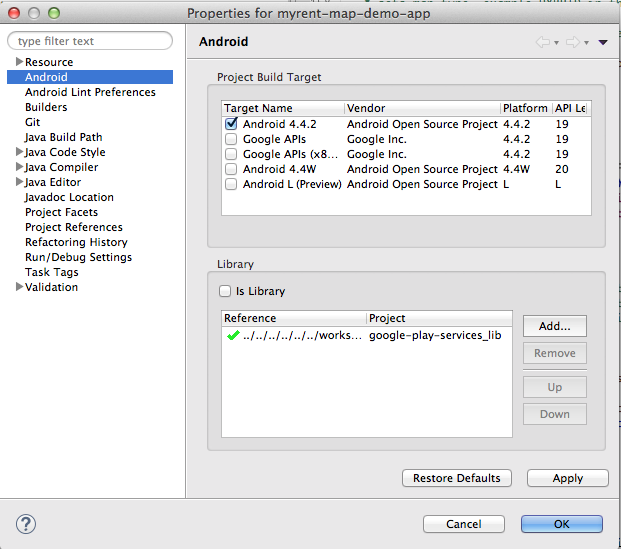 Properties for myrent-map-demo-app
type filter text
Resource
Android
Android Lint Preferences
Builders
Git
Java Build Path
Java Code Style
Java Compiler
Java Editor
Javadoc Location
Project Facets
Project References
Refactoring History
Run/Debug Settings
Task Tags
Validation
Android
Project Build Target
Target Name Vendor Platform API Le
Android 4.4.2 Android Open Source Project 4.4.2 19
Google APIs Google Inc. 4.4.2 19
Google APIs (x8... Google Inc. 4.4.2 19
Android 4.4W Android Open Source Project 4.4W 20
Android L (Preview) Android Open Source Project L L
Library
Is Library
Reference Project
../../../../../../works... google-play-services_lib
Add...
Remove
Up
Down
Restore Defaults Apply
? Cancel OK